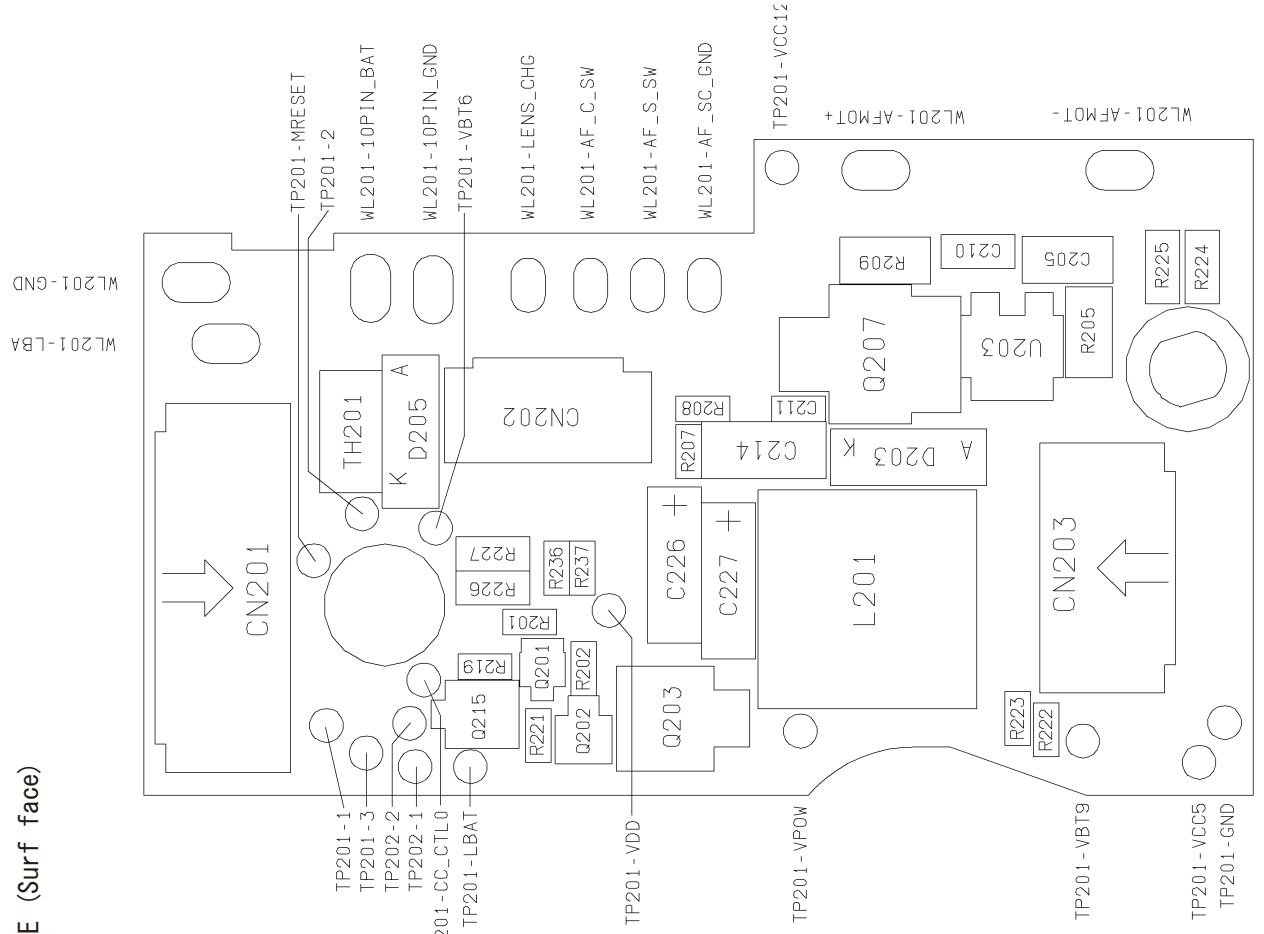 TP201-MRESET
TP201-2
WL201-10PIN_BAT
WL201-10PIN_GND
TP201-VBT6
WL201-LENS_CHG
WL201-AF_C_SW
WL201-AF_S_SW
WL201-AF_SC_GND
TP201-VCC12
WL201-AFMOT+
WL201-AFMOT-
WL201-GND
WL201-LBA
R209
C210
C205
R225
R224
Q207
U203
R205
TH201
A
D205
K
CN202
R208
C211
R207
C214
K
D203
A
CN201
R227
R226
R236
R237
C226
+
C227
+
L201
CN203
R201
R219
Q201
R202
Q215
R221
Q202
Q203
R223
R222
TP201-1
TP201-3
TP202-2
TP202-1
201-CC_CTL0
TP201-LBAT
TP201-VDD
TP201-VPOW
TP201-VBT9
TP201-VCC5
TP201-GND
E (Surf face)